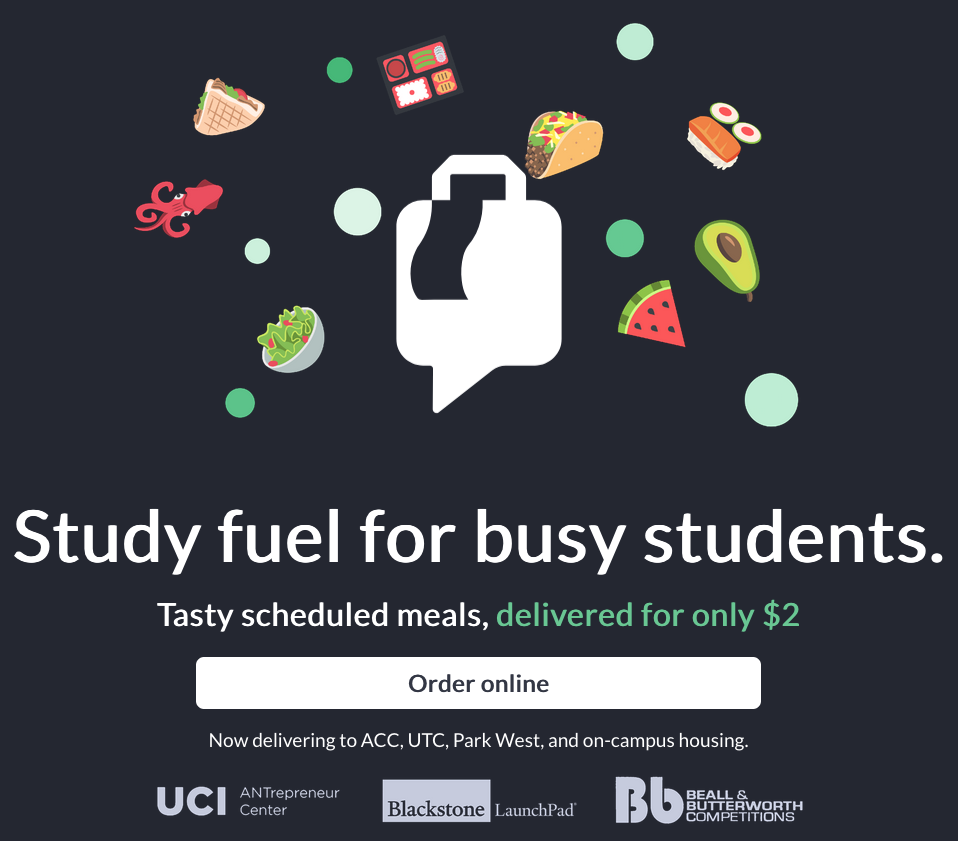 Study fuel for busy students.
Tasty scheduled meals, delivered for only $2
Order online
Now delivering to ACC, UTC, Park West, and on-campus housing.
UCI ANTrepreneur
Center
Blackstone LaunchPad®
Bb BEALL &
BUTTERWORTH
COMPETITIONS